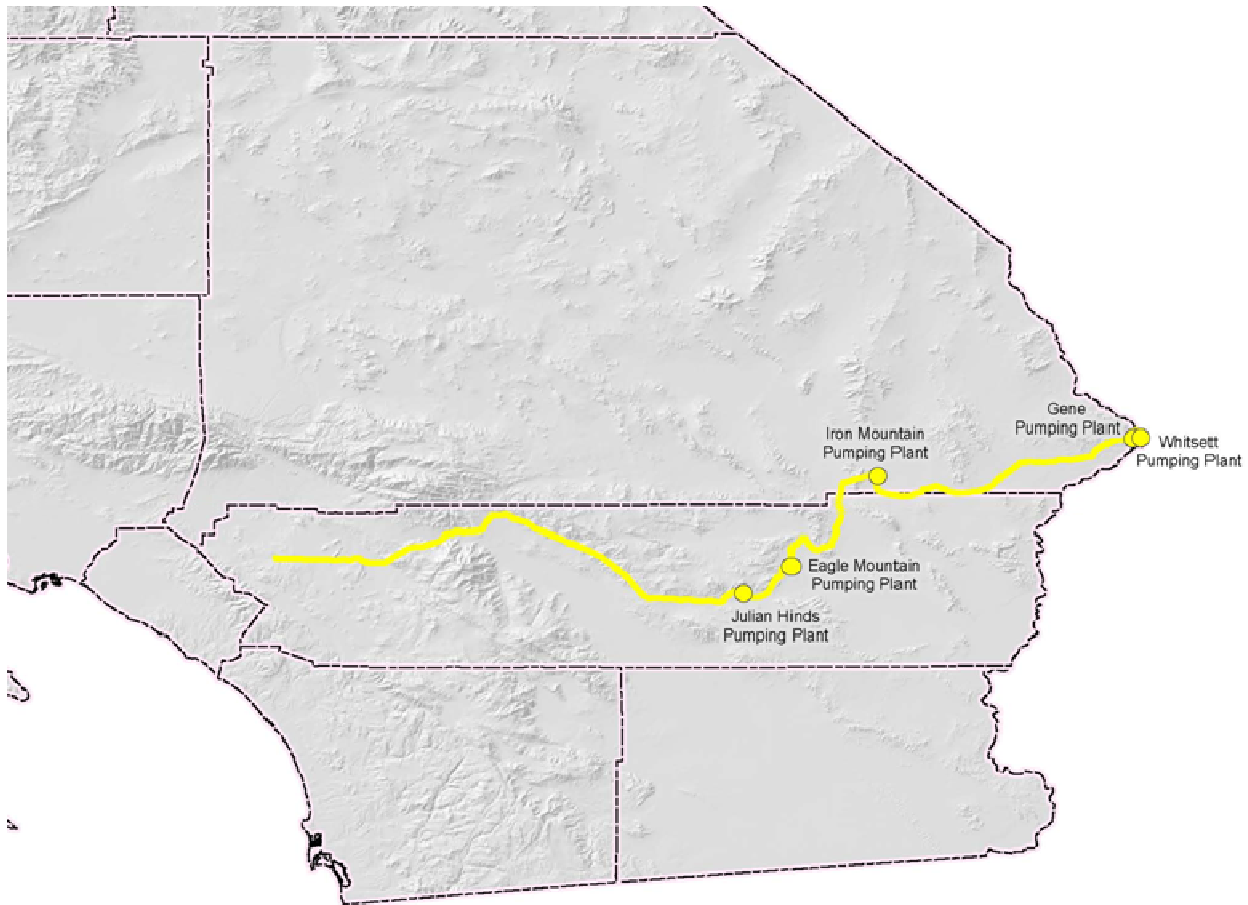 Gene
Pumping Plant
Whitsett
Pumping Plant
Iron Mountain
Pumping Plant
Eagle Mountain
Pumping Plant
Julian Hinds
Pumping Plant